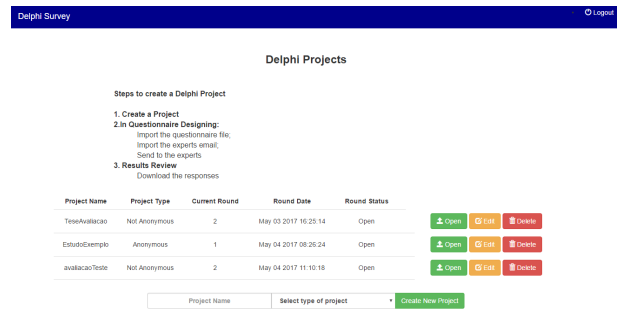 Delphi Survey
Logout
Delphi Projects
Steps to create a Delphi Project
1. Create a Project
2.In Questionnaire Designing:
Import the questionnaire file;
Import the experts email;
Send to the experts
3. Results Review
Download the responses
Project Name Project Type Current Round Round Date Round Status
TeseAvaliacao Not Anonymous 2 May 03 2017 16:25:14 Open Open Edit Delete
EstudoExemplo Anonymous 1 May 04 2017 08:26:24 Open Open Edit Delete
avaliacaoTeste Not Anonymous 2 May 04 2017 11:10:18 Open Open Edit Delete
Project Name Select type of project Create New Project